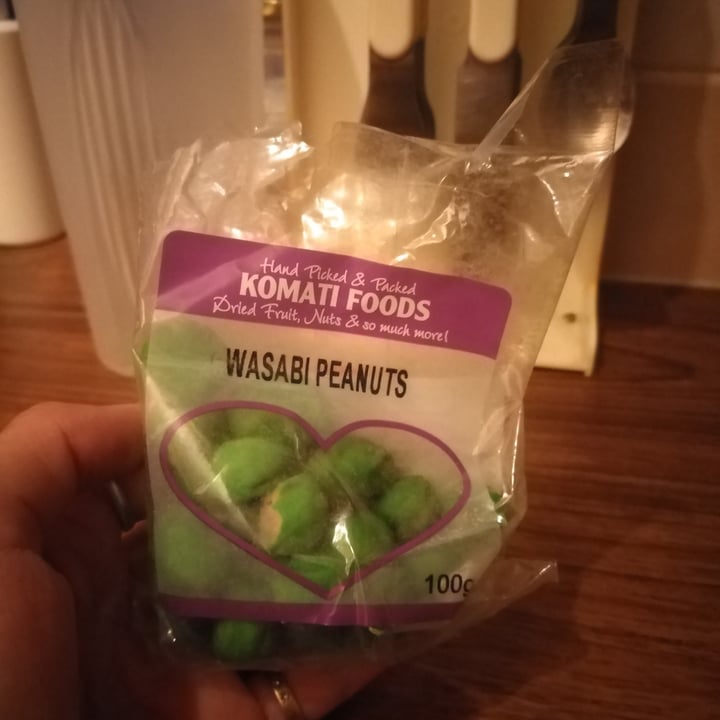 Hand Picked & Packed
KOMATI FOODS
Dried Fruit, Nuts & so much more!
WASABI PEANUTS
100g